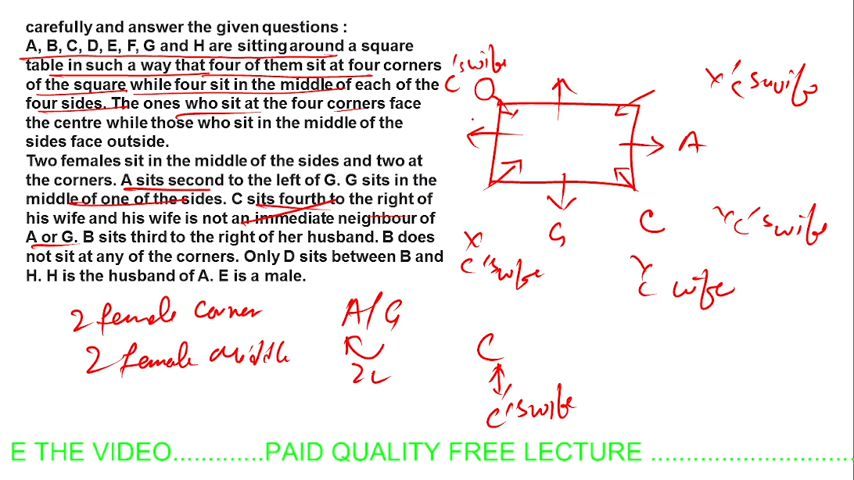 carefully and answer the given questions :
A, B, C, D, E, F, G and H are sitting around a square
table in such a way that four of them sit at four corners
of the square while four sit in the middle of each of the
four sides. The ones who sit at the four corners face
the centre while those who sit in the middle of the
sides face outside.
Two females sit in the middle of the sides and two at
the corners. A sits second to the left of G. G sits in the
middle of one of the sides. C sits fourth to the right of
his wife and his wife is not an immediate neighbour of
A or G. B sits third to the right of her husband. B does
not sit at any of the corners. Only D sits between B and
H. H is the husband of A. E is a male.
C'swife
C
x'c'swife
A
G
C
xc'swife
x
c'swife
x
c wife
2 female corner
A/G
2 female middle
2L
C
c'swife
E THE VIDEO.............PAID QUALITY FREE LECTURE